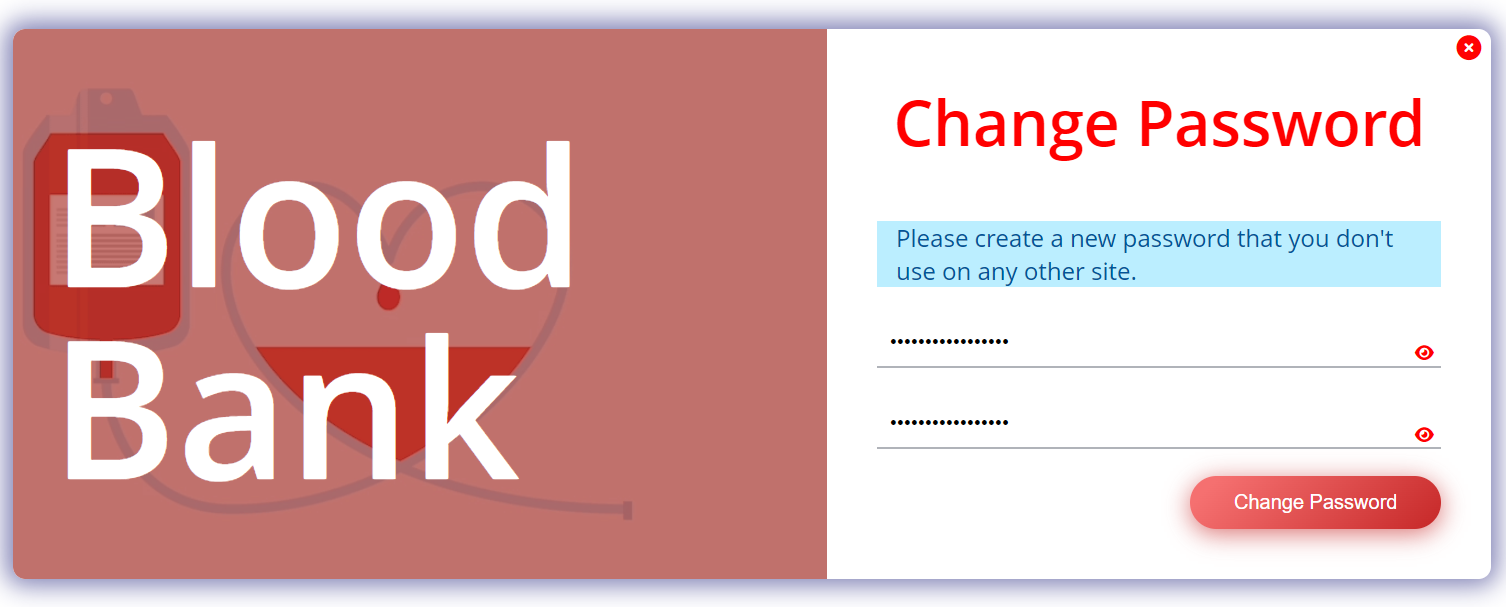 Blood
Bank
Change Password
Please create a new password that you don't
use on any other site.
•••••••••••••••••
•••••••••••••••••
Change Password